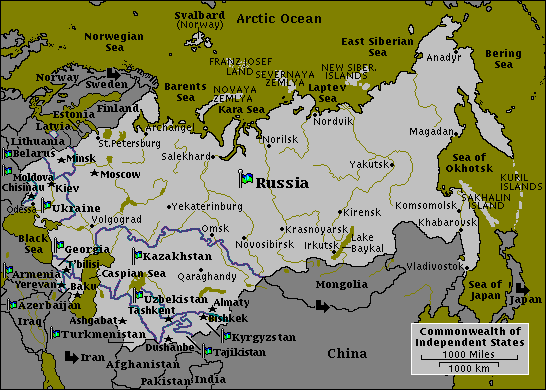 Svalbard
(Norway)
Arctic Ocean
Norwegian
Sea
East Siberian
Sea
Bering
Sea
Anadyr
FRANZ JOSEF
LAND
SEVERNAYA
ZEMLYA
NEW SIBER.
ISLANDS
Norway
Sweden
Barents
Sea
NOVAYA
ZEMLYA
Laptev
Sea
Kara Sea
Finland
Estonia
Latvia
Lithuania
Archangel
St.Petersburg
Nordvik
Magadan
Norilsk
Belarus
Minsk
Salekhard
Yakutsk
Sea of
Okhotsk
Moldova
Chisinau
Kiev
Moscow
Russia
KURIL
ISLANDS
SAKHALIN
ISLAND
Odessa
Ukraine
Yekaterinburg
Kirensk
Komsomolsk
Volgograd
Omsk
Krasnoyarsk
Khabarovsk
Black
Sea
Georgia
Novosibirsk
Irkutsk
Lake
Baykal
T'bilisi
Kazakhstan
Armenia
Yerevan
Caspian Sea
Qaraghandy
Vladivostok
Mongolia
Baku
Azerbaijan
Uzbekistan
Tashkent
Almaty
Bishkek
Sea of
Japan
Japan
Iraq
Ashgabat
Turkmenistan
Kyrgyzstan
Dushanbe
Tajikistan
Iran
Afghanistan
Pakistan
India
China
Commonwealth of
Independent States
1000 Miles
1000 km